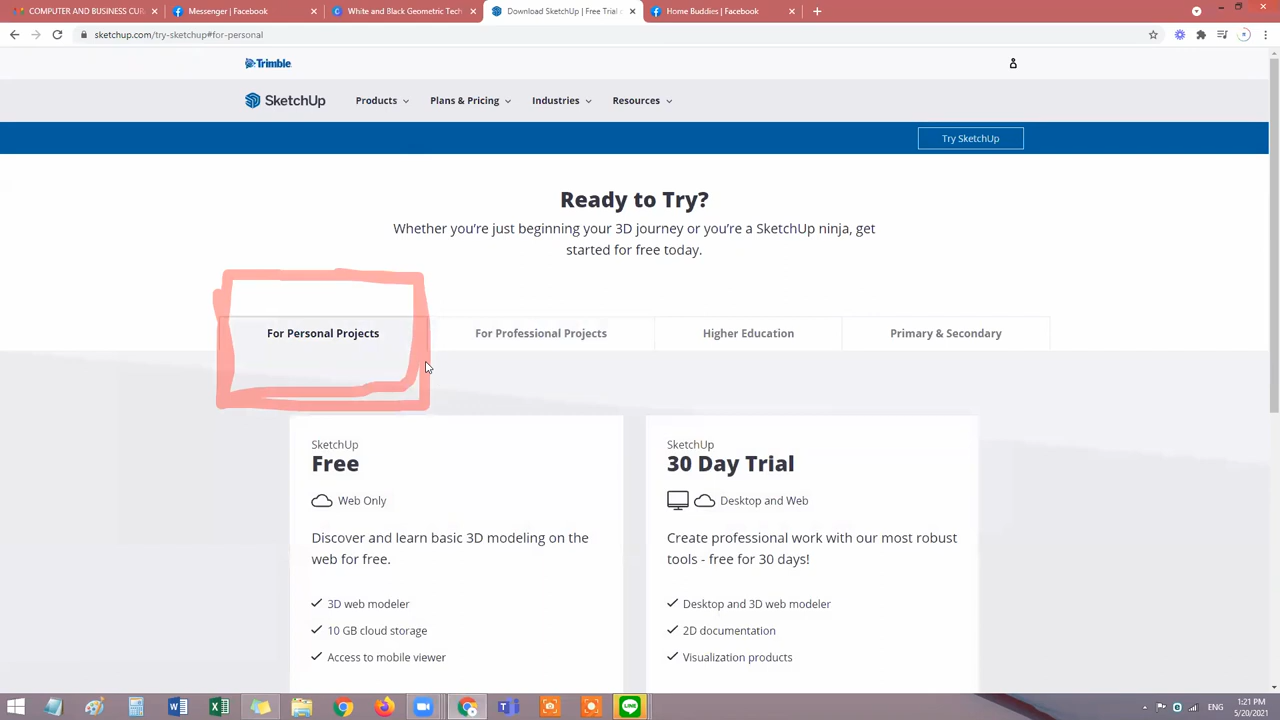 COMPUTER AND BUSINESS CUR
Messenger | Facebook
White and Black Geometric Tech
Download SketchUp | Free Trial
Home Buddies | Facebook
sketchup.com/try-sketchup#for-personal
Trimble
SketchUp
Products
Plans & Pricing
Industries
Resources
Try SketchUp
Ready to Try?
Whether you're just beginning your 3D journey or you're a SketchUp ninja, get
started for free today.
For Personal Projects
For Professional Projects
Higher Education
Primary & Secondary
SketchUp
Free
Web Only
Discover and learn basic 3D modeling on the
web for free.
3D web modeler
10 GB cloud storage
Access to mobile viewer
SketchUp
30 Day Trial
Desktop and Web
Create professional work with our most robust
tools - free for 30 days!
Desktop and 3D web modeler
2D documentation
Visualization products
LINE
ENG
1:21 PM
5/20/2021